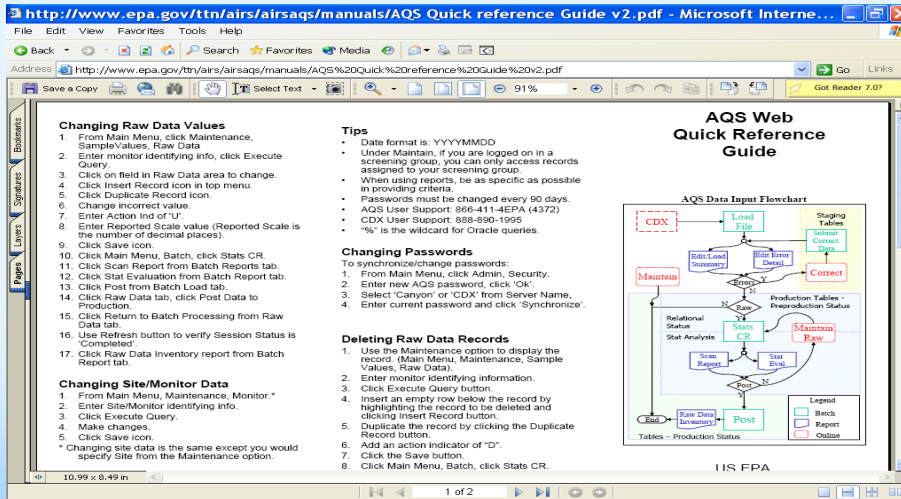 http://www.epa.gov/ttn/airs/airsaqs/manuals/AQS Quick reference Guide v2.pdf - Microsoft Interne...
File Edit View Favorites Tools Help
Back Search Favorites Media
Address http://www.epa.gov/ttn/airs/airsaqs/manuals/AQS%20Quick%20reference%20Guide%20v2.pdf Go Links
Save a Copy Select Text 91% Got Reader 7.0?
Bookmarks
Signatures
Layers
Pages
Changing Raw Data Values
1. From Main Menu, click Maintenance,
SampleValues, Raw Data
2. Enter monitor identifying info, click Execute
Query.
3. Click on field in Raw Data area to change.
4. Click Insert Record icon in top menu.
5. Click Duplicate Record icon.
6. Change incorrect value.
7. Enter Action Ind of 'U'.
8. Enter Reported Scale value (Reported Scale is
the number of decimal places).
9. Click Save icon.
10. Click Main Menu, Batch, click Stats CR.
11. Click Scan Report from Batch Reports tab.
12. Click Stat Evaluation from Batch Report tab.
13. Click Post from Batch Load tab.
14. Click Raw Data tab, click Post Data to
Production.
15. Click Return to Batch Processing from Raw
Data tab.
16. Use Refresh button to verify Session Status is
'Completed'.
17. Click Raw Data Inventory report from Batch
Report tab.
Changing Site/Monitor Data
1. From Main Menu, Maintenance, Monitor.*
2. Enter Site/Monitor identifying info.
3. Click Execute Query.
4. Make changes.
5. Click Save icon.
* Changing site data is the same except you would
specify Site from the Maintenance option.
Tips
• Date format is: YYYYMMDD
• Under Maintain, if you are logged on in a
screening group, you can only access records
assigned to your screening group.
• When using reports, be as specific as possible
in providing criteria.
• Passwords must be changed every 90 days.
• AQS User Support: 866-411-4EPA (4372)
• CDX User Support: 888-890-1995
• "%" is the wildcard for Oracle queries.
Changing Passwords
To synchronize/change passwords:
1. From Main Menu, click Admin, Security.
2. Enter new AQS password, click 'Ok'.
3. Select 'Canyon' or 'CDX' from Server Name,
4. Enter current password and click 'Synchronize'.
Deleting Raw Data Records
1. Use the Maintenance option to display the
record. (Main Menu, Maintenance, Sample
Values, Raw Data).
2. Enter monitor identifying information.
3. Click Execute Query button.
4. Insert an empty row below the record by
highlighting the record to be deleted and
clicking Insert Record button.
5. Duplicate the record by clicking the Duplicate
Record button.
6. Add an action indicator of "D".
7. Click the Save button.
8. Click Main Menu, Batch, click Stats CR.
AQS Web
Quick Reference
Guide
AQS Data Input Flowchart
CDX
Load
File
Staging
Tables
Submit
Correct
Data
Edit/Load
Summary
Edit Error
Detail
Maintain
Errors
Y
Correct
N
N
Raw
Production Tables -
Preproduction Status
Y
Relational
Status
Stats
CR
Maintain
Raw
Stat Analysis
Scan
Report
Stat
Eval
Post
N
Y
Legend
Batch
Report
Online
End
Raw Data
Inventory
Post
Tables – Production Status
US EPA
10.99 x 8.49 in
1 of 2